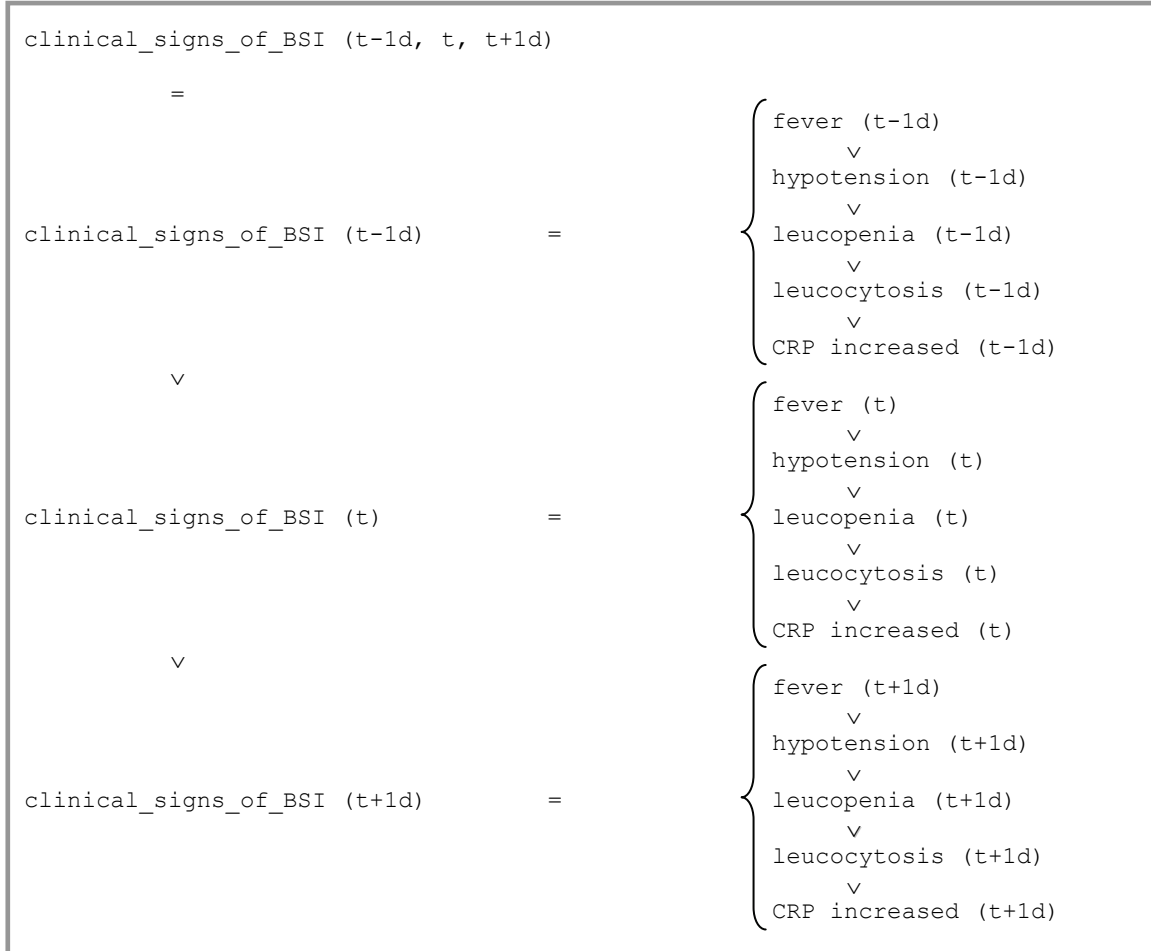 clinical_signs_of_BSI (t-1d, t, t+1d)
=
fever (t-1d)
∨
hypotension (t-1d)
∨
clinical_signs_of_BSI (t-1d) = leucopenia (t-1d)
∨
leucocytosis (t-1d)
∨
CRP increased (t-1d)
∨
fever (t)
∨
hypotension (t)
∨
clinical_signs_of_BSI (t) = leucopenia (t)
∨
leucocytosis (t)
∨
CRP increased (t)
∨
fever (t+1d)
∨
hypotension (t+1d)
∨
clinical_signs_of_BSI (t+1d) = leucopenia (t+1d)
∨
leucocytosis (t+1d)
∨
CRP increased (t+1d)